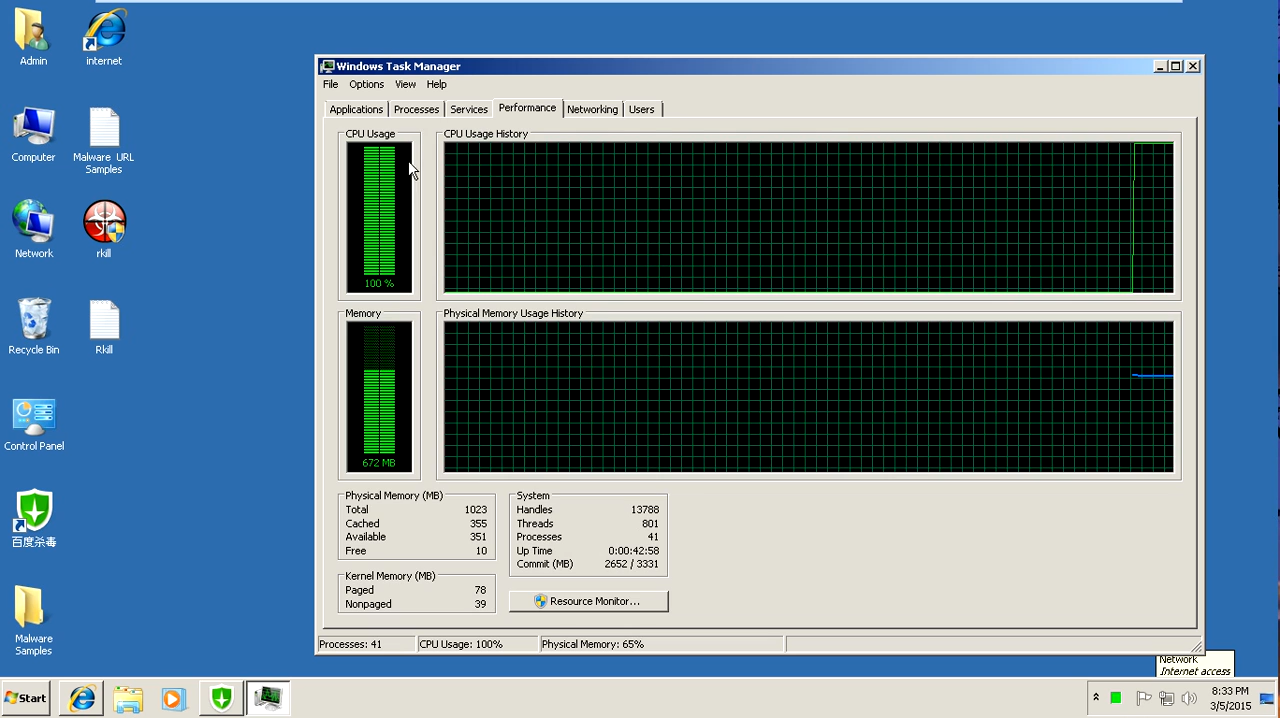 Admin
internet
Computer
Malware URL
Samples
Network
rkill
Recycle Bin
Rkill
Control Panel
百度杀毒
Malware
Samples
Windows Task Manager
File Options View Help
Applications Processes Services Performance Networking Users
CPU Usage
CPU Usage History
100 %
Memory
Physical Memory Usage History
672 MB
Physical Memory (MB)
Total 1023
Cached 355
Available 351
Free 10
Kernel Memory (MB)
Paged 78
Nonpaged 39
System
Handles 13788
Threads 801
Processes 41
Up Time 0:00:42:58
Commit (MB) 2652 / 3331
Resource Monitor...
Processes: 41 CPU Usage: 100% Physical Memory: 65%
Network
Internet access
Start
8:33 PM
3/5/2015